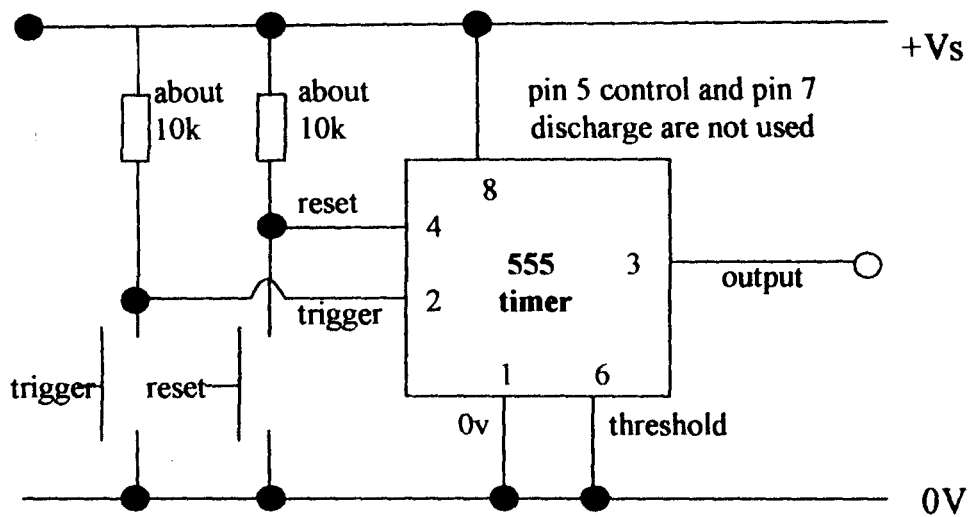 +Vs
about
10k
about
10k
pin 5 control and pin 7
discharge are not used
8
reset
4
555
timer
3
output
2
trigger
trigger
reset
1
6
0v
threshold
0V